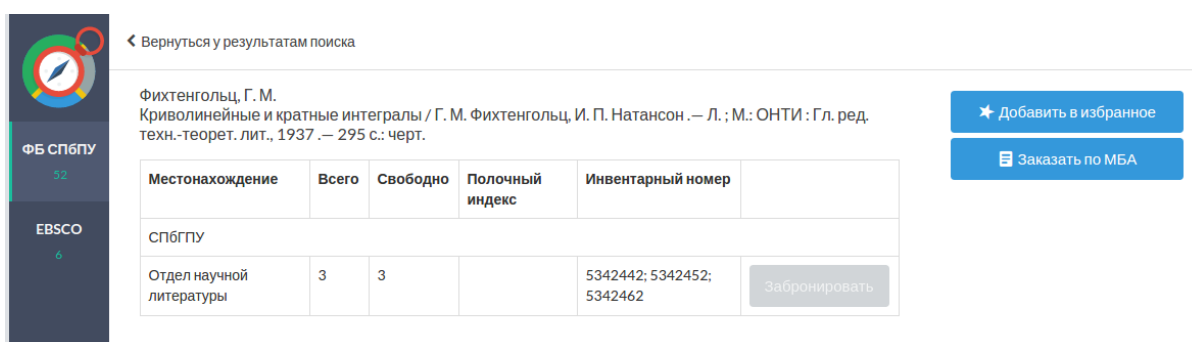 Вернуться у результатам поиска
Фихтенгольц, Г. М.
Криволинейные и кратные интегралы / Г. М. Фихтенгольц, И. П. Натансон .— Л. ; М.: ОНТИ : Гл. ред.
техн.-теорет. лит., 1937 .— 295 с.: черт.
Добавить в избранное
Заказать по МБА
ФБ СПбПУ
52
EBSCO
6
Местонахождение Всего Свободно Полочный индекс Инвентарный номер
СПбГПУ
Отдел научной
литературы
3
3
5342442; 5342452;
5342462
Забронировать